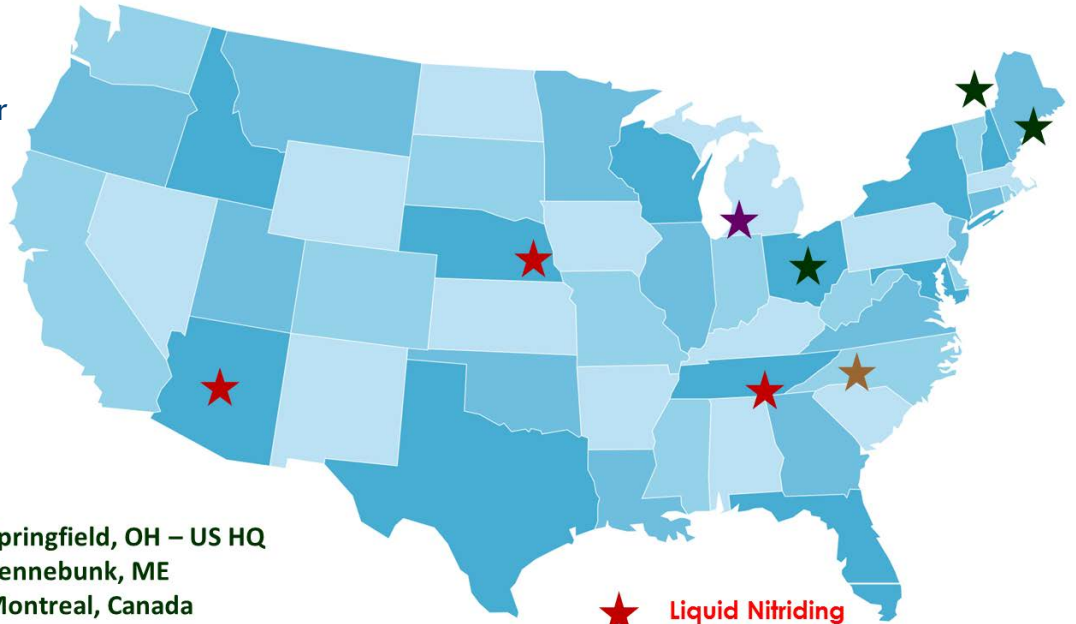 r
pringfield, OH – US HQ
ennebunk, ME
Montreal, Canada
Liquid Nitriding